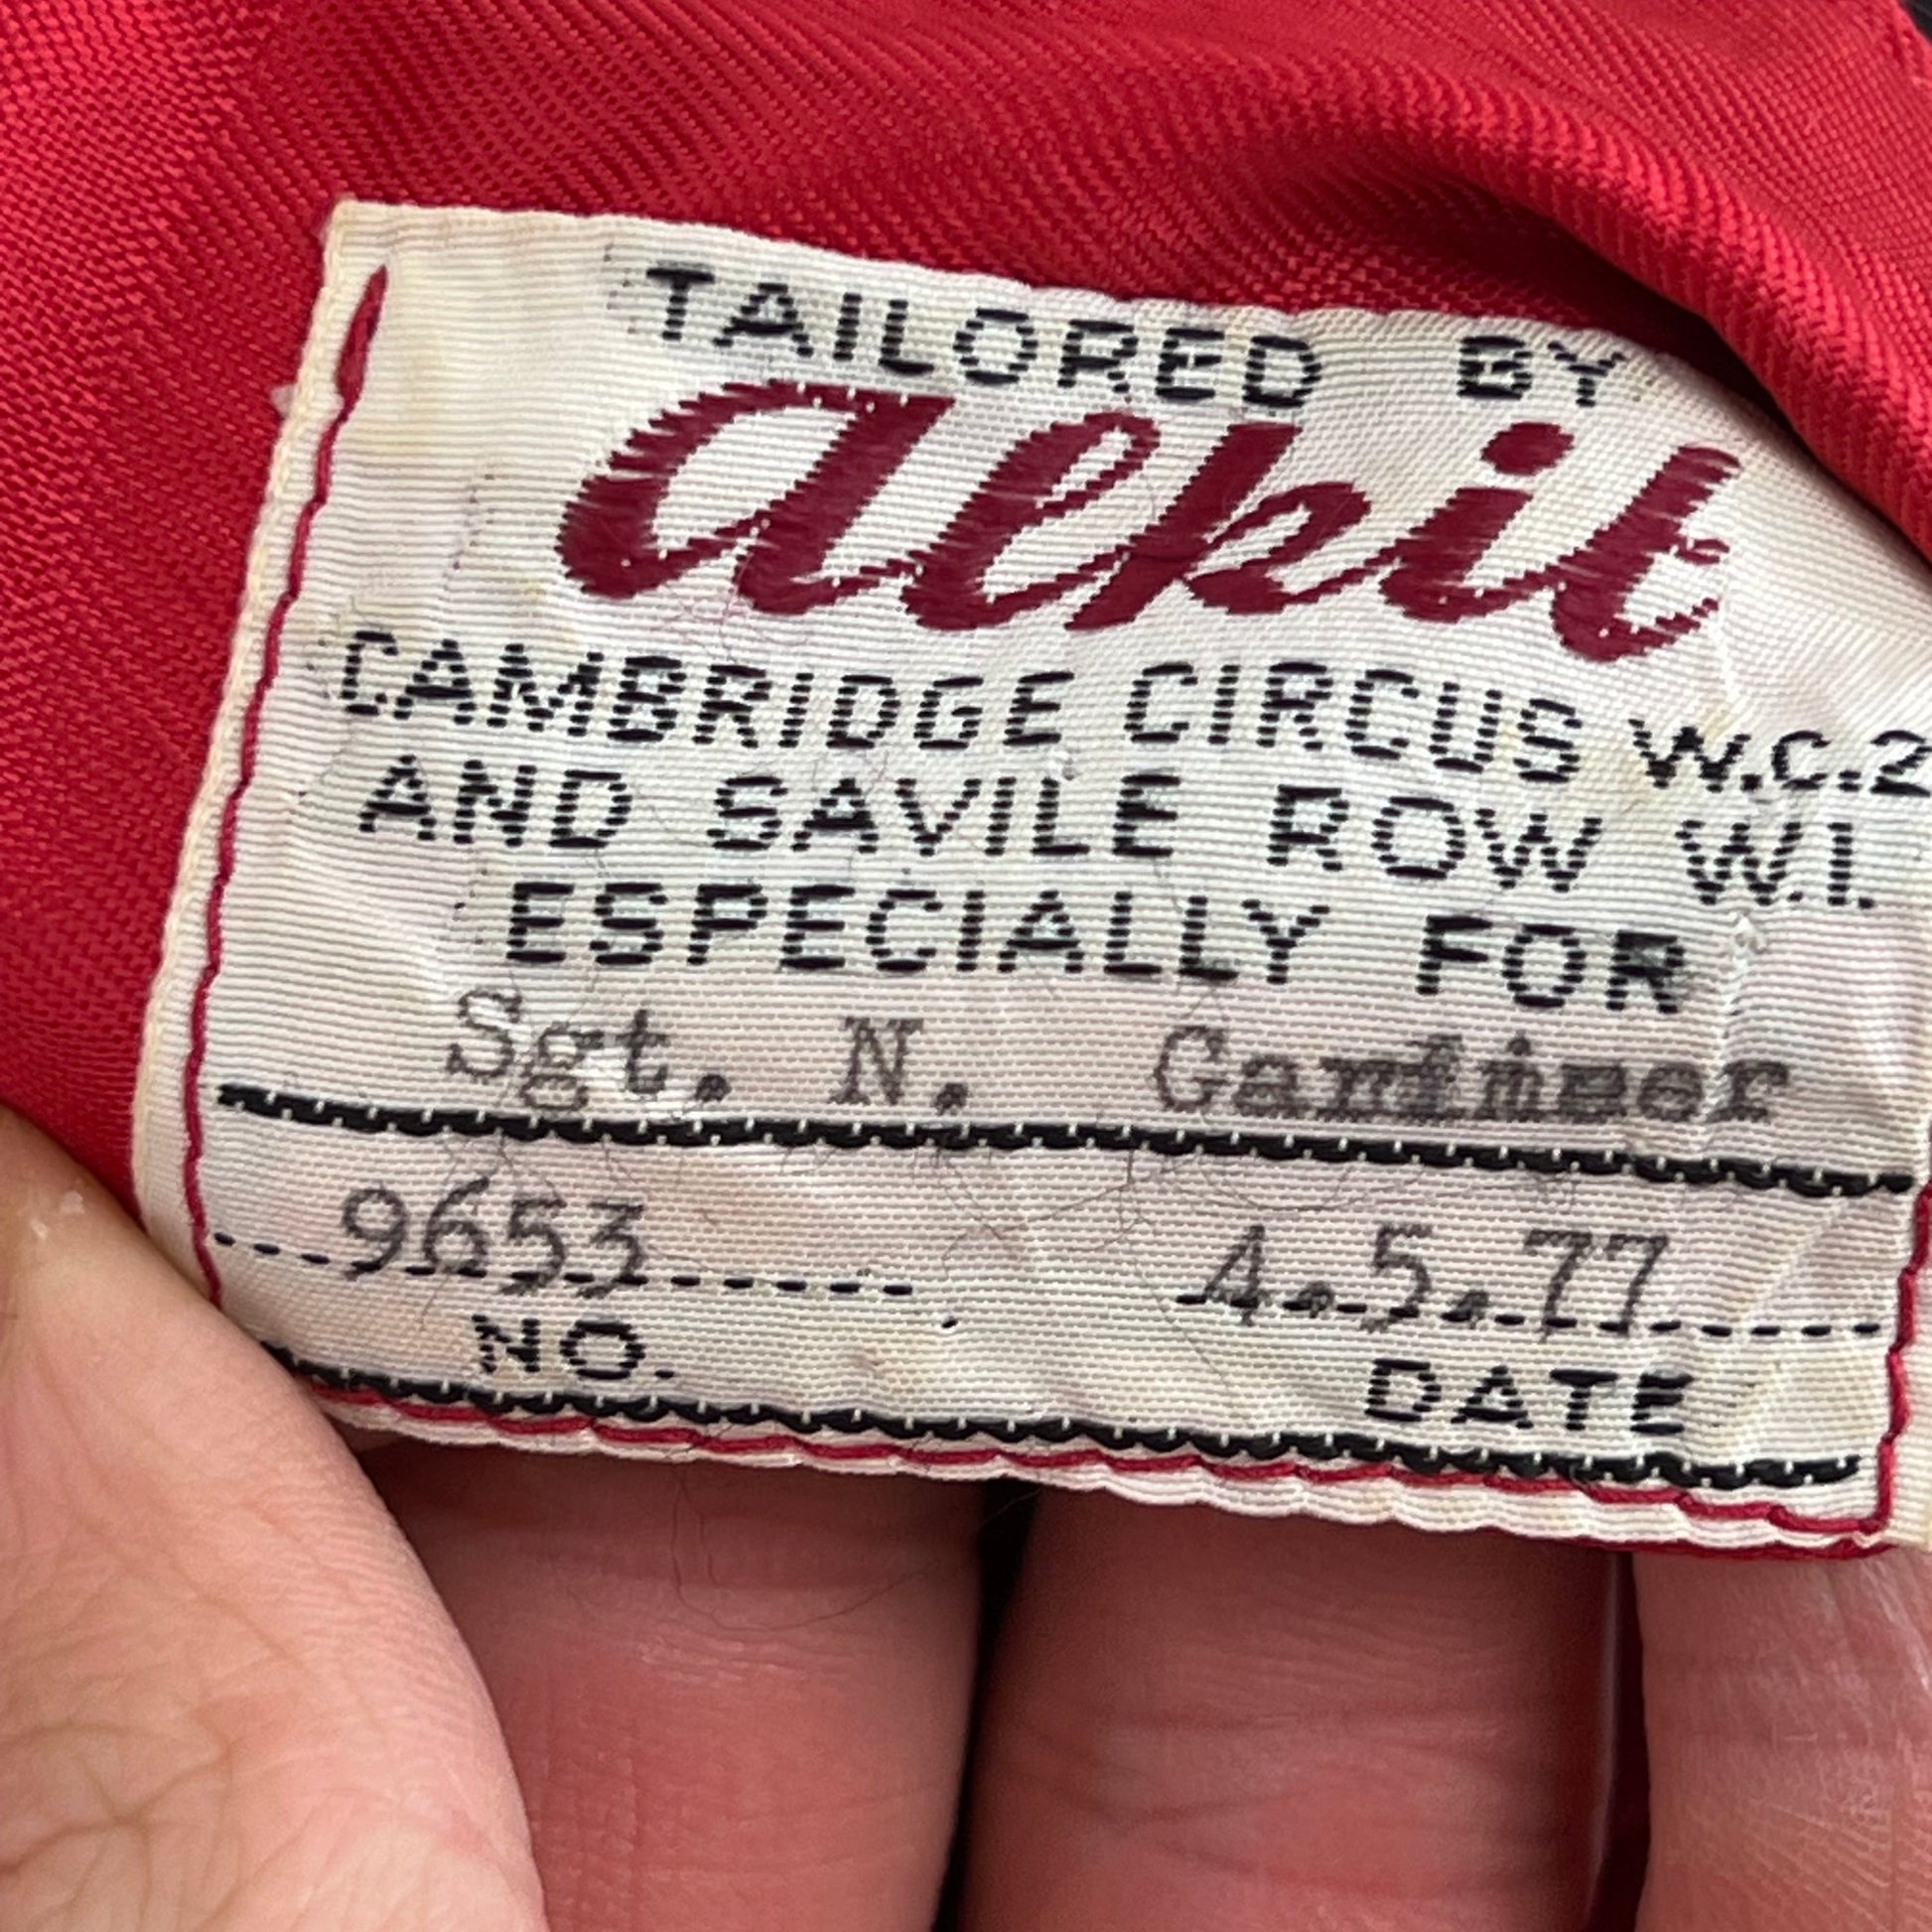 TAILORED BY
alkit
CAMBRIDGE CIRCUS W.C.2
AND SAVILE ROW W.1.
ESPECIALLY FOR
Sgt. N.
9653 4.5.77
NO. DATE